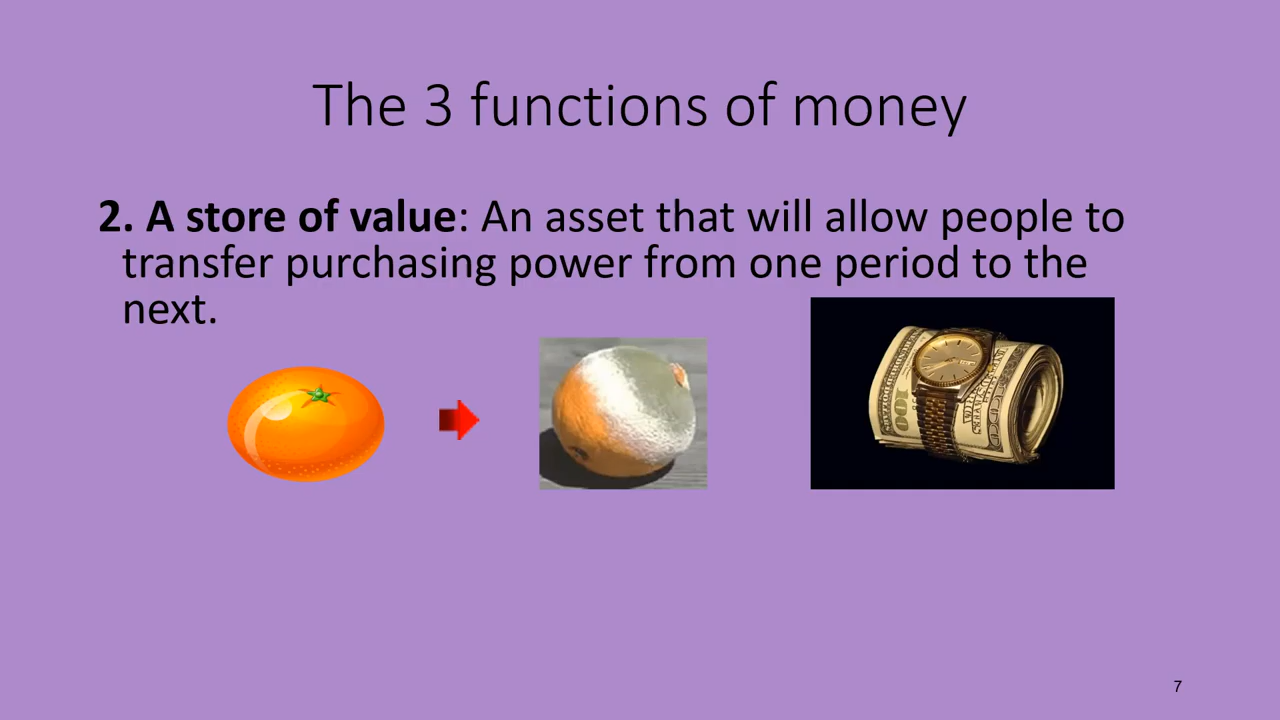 The 3 functions of money
2. A store of value: An asset that will allow people to
transfer purchasing power from one period to the
next.
100
7